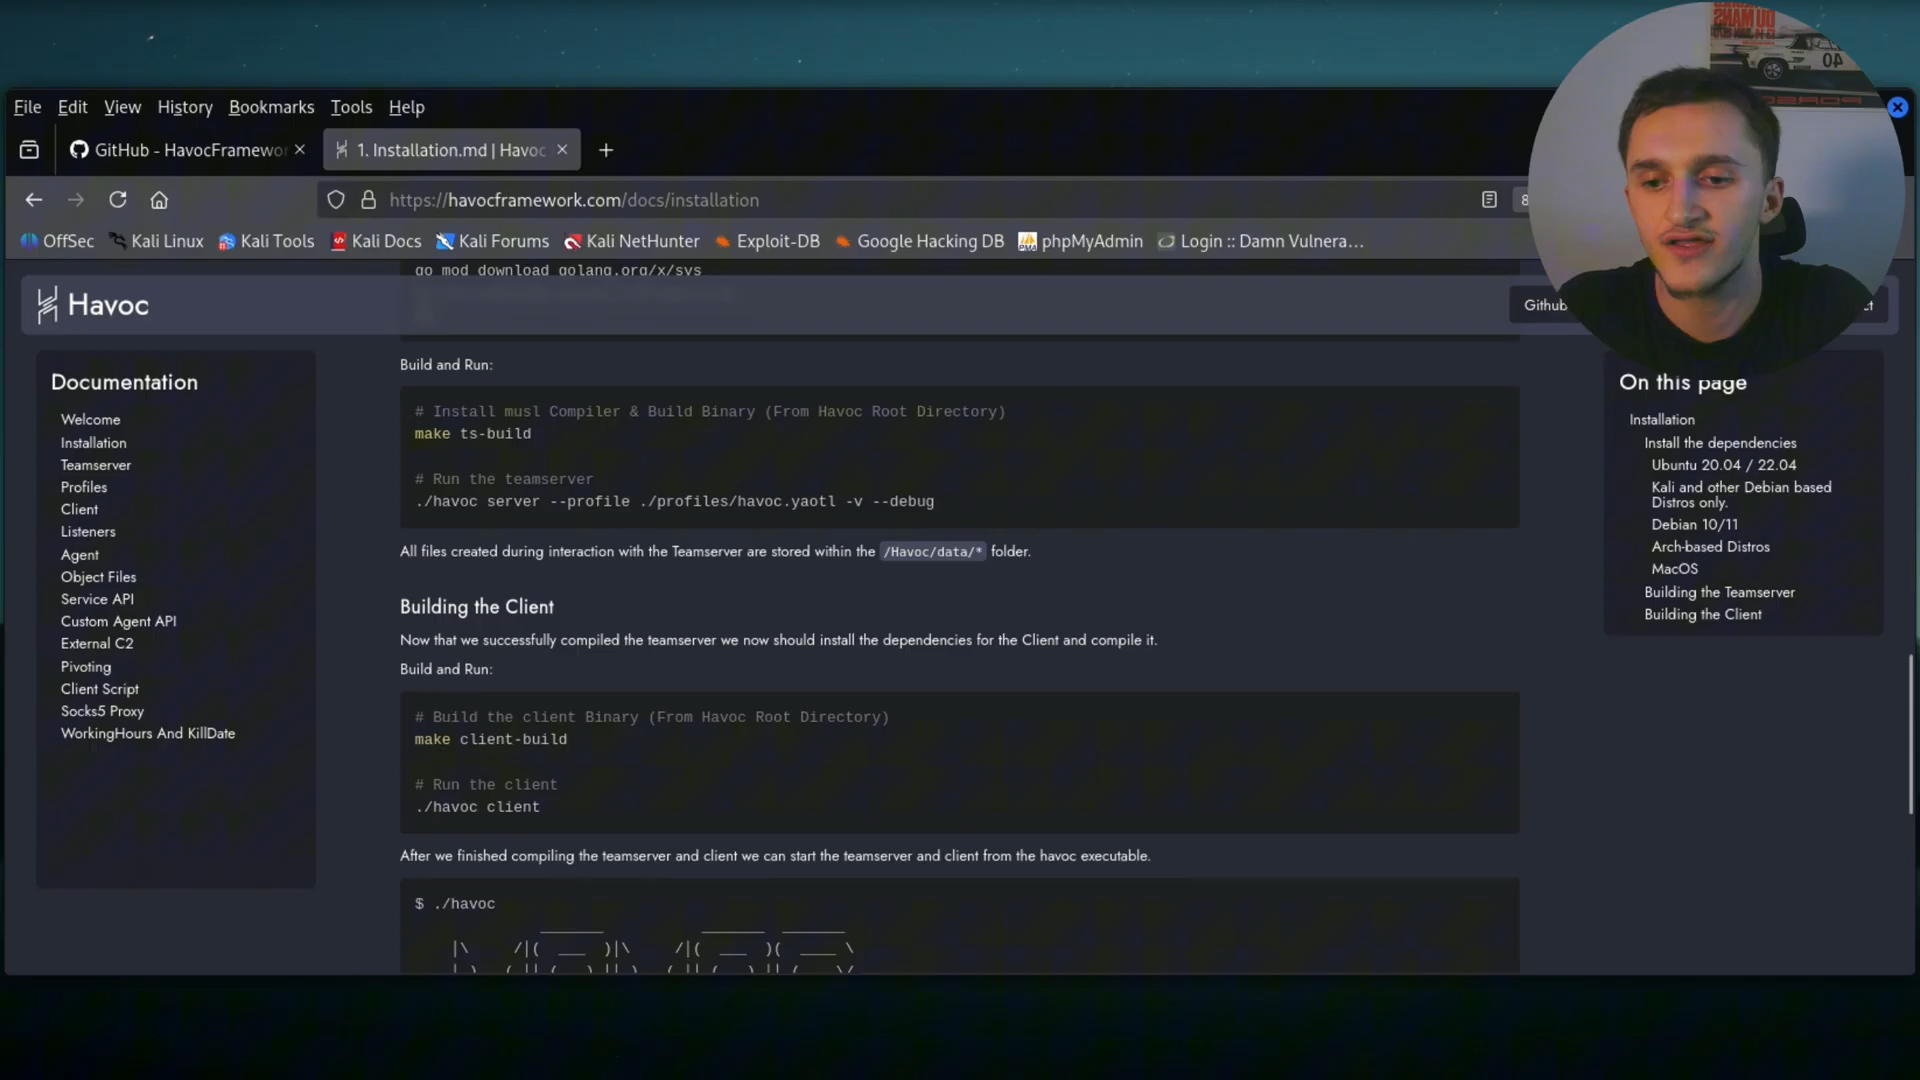 File Edit View History Bookmarks Tools Help
GitHub - HavocFramewor
1. Installation.md | Havoc
https://havocframework.com/docs/installation
OffSec Kali Linux Kali Tools Kali Docs Kali Forums Kali NetHunter Exploit-DB Google Hacking DB phpMyAdmin Login :: Damn Vulnera…
go mod download golang.org/x/sys
Havoc
Github
Documentation
Welcome
Installation
Teamserver
Profiles
Client
Listeners
Agent
Object Files
Service API
Custom Agent API
External C2
Pivoting
Client Script
Socks5 Proxy
WorkingHours And KillDate
Build and Run:
# Install musl Compiler & Build Binary (From Havoc Root Directory)
make ts-build
# Run the teamserver
./havoc server --profile ./profiles/havoc.yaotl -v --debug
All files created during interaction with the Teamserver are stored within the /Havoc/data/* folder.
Building the Client
Now that we successfully compiled the teamserver we now should install the dependencies for the Client and compile it.
Build and Run:
# Build the client Binary (From Havoc Root Directory)
make client-build
# Run the client
./havoc client
After we finished compiling the teamserver and client we can start the teamserver and client from the havoc executable.
$ ./havoc
On this page
Installation
Install the dependencies
Ubuntu 20.04 / 22.04
Kali and other Debian based
Distros only.
Debian 10/11
Arch-based Distros
MacOS
Building the Teamserver
Building the Client
DU MANS
40